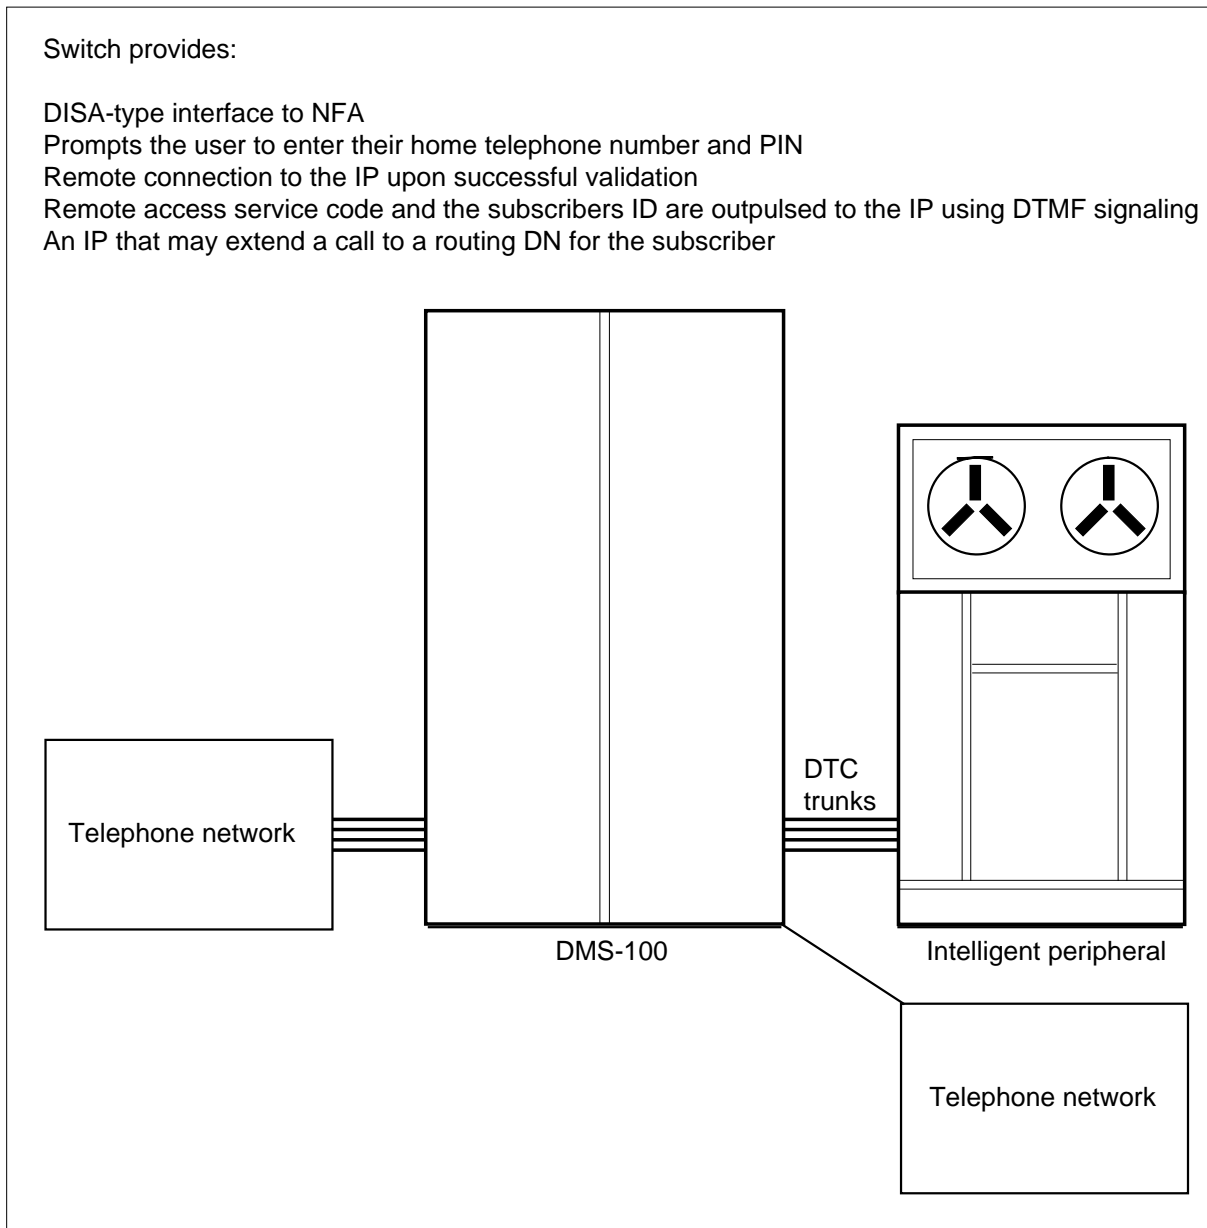 Switch provides:
DISA-type interface to NFA
Prompts the user to enter their home telephone number and PIN
Remote connection to the IP upon successful validation
Remote access service code and the subscribers ID are outpulsed to the IP using DTMF signaling
An IP that may extend a call to a routing DN for the subscriber
DTC
trunks
Telephone network
DMS-100
Intelligent peripheral
Telephone network